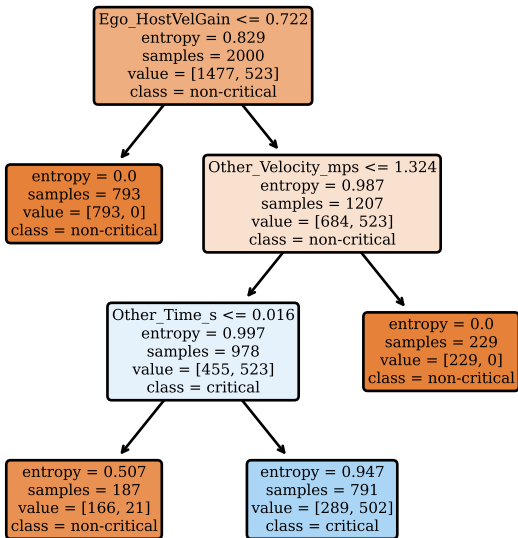 Ego_HostVelGain <= 0.722
entropy = 0.829
samples = 2000
value = [1477, 523]
class = non-critical
entropy = 0.0
samples = 793
value = [793, 0]
class = non-critical
Other_Velocity_mps <= 1.324
entropy = 0.987
samples = 1207
value = [684, 523]
class = non-critical
Other_Time_s <= 0.016
entropy = 0.997
samples = 978
value = [455, 523]
class = critical
entropy = 0.0
samples = 229
value = [229, 0]
class = non-critical
entropy = 0.507
samples = 187
value = [166, 21]
class = non-critical
entropy = 0.947
samples = 791
value = [289, 502]
class = critical